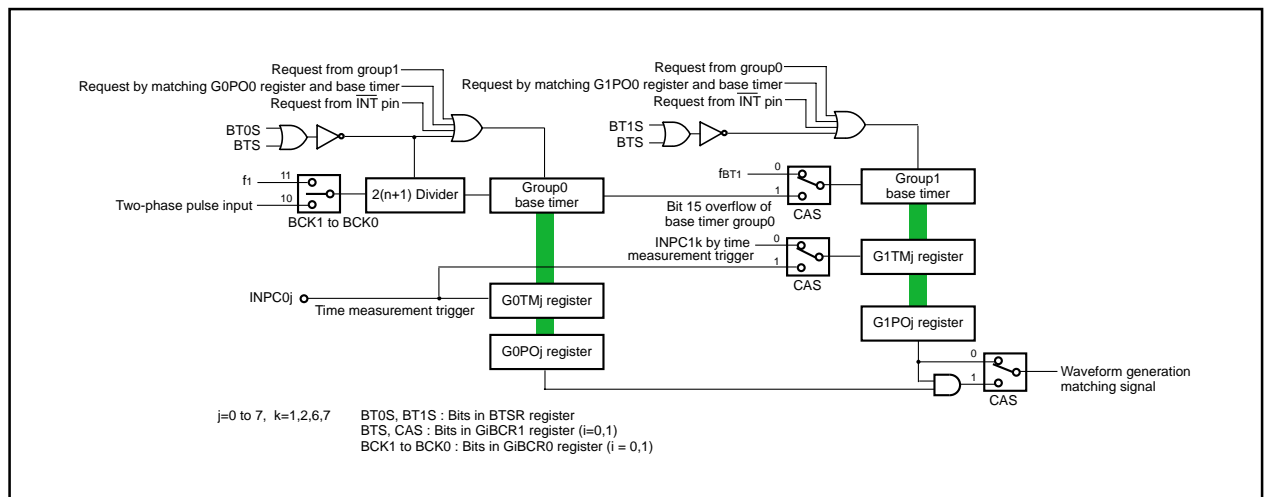 Request from group1
Request by matching G0PO0 register and base timer
Request from INT pin
BT0S
BTS
f1
11
Two-phase pulse input
10
BCK1 to BCK0
2(n+1) Divider
Group0
base timer
Request from group0
Request by matching G1PO0 register and base timer
Request from INT pin
BT1S
BTS
fBT1
0
1
CAS
Bit 15 overflow of
base timer group0
Group1
base timer
INPC1k by time
measurement trigger
0
1
CAS
G1TMj register
INPC0j
Time measurement trigger
G0TMj register
G1POj register
G0POj register
0
1
CAS
Waveform generation
matching signal
j=0 to 7, k=1,2,6,7
BT0S, BT1S : Bits in BTSR register
BTS, CAS : Bits in GiBCR1 register (i=0,1)
BCK1 to BCK0 : Bits in GiBCR0 register (i = 0,1)